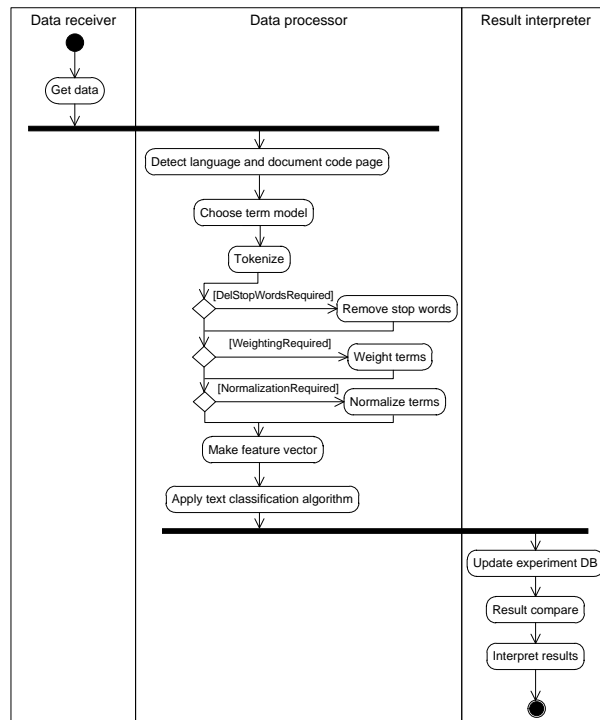 Data receiver
Data processor
Result interpreter
Get data
Detect language and document code page
Choose term model
Tokenize
[DelStopWordsRequired]
Remove stop words
[WeightingRequired]
Weight terms
[NormalizationRequired]
Normalize terms
Make feature vector
Apply text classification algorithm
Update experiment DB
Result compare
Interpret results